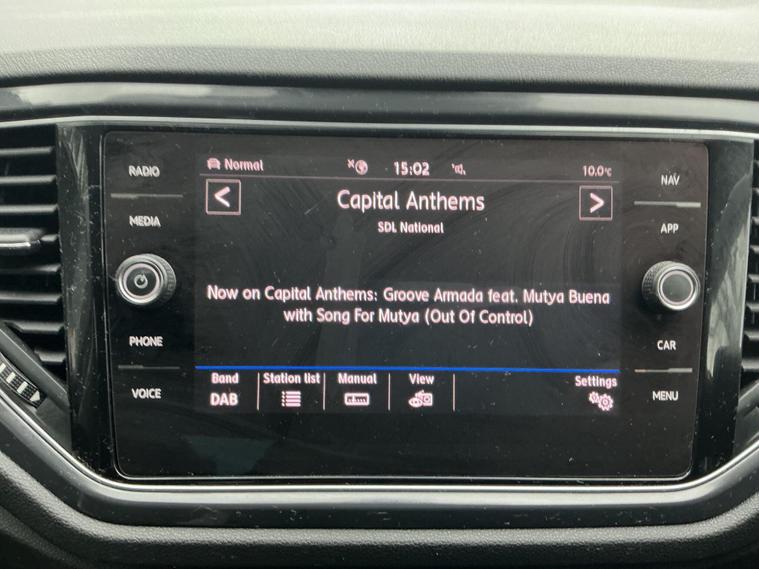 RADIO
MEDIA
PHONE
VOICE
Normal
15:02
10.0°C
Capital Anthems
SDL National
Now on Capital Anthems: Groove Armada feat. Mutya Buena
with Song For Mutya (Out Of Control)
Band
DAB
Station list
Manual
View
Settings
NAV
APP
CAR
MENU